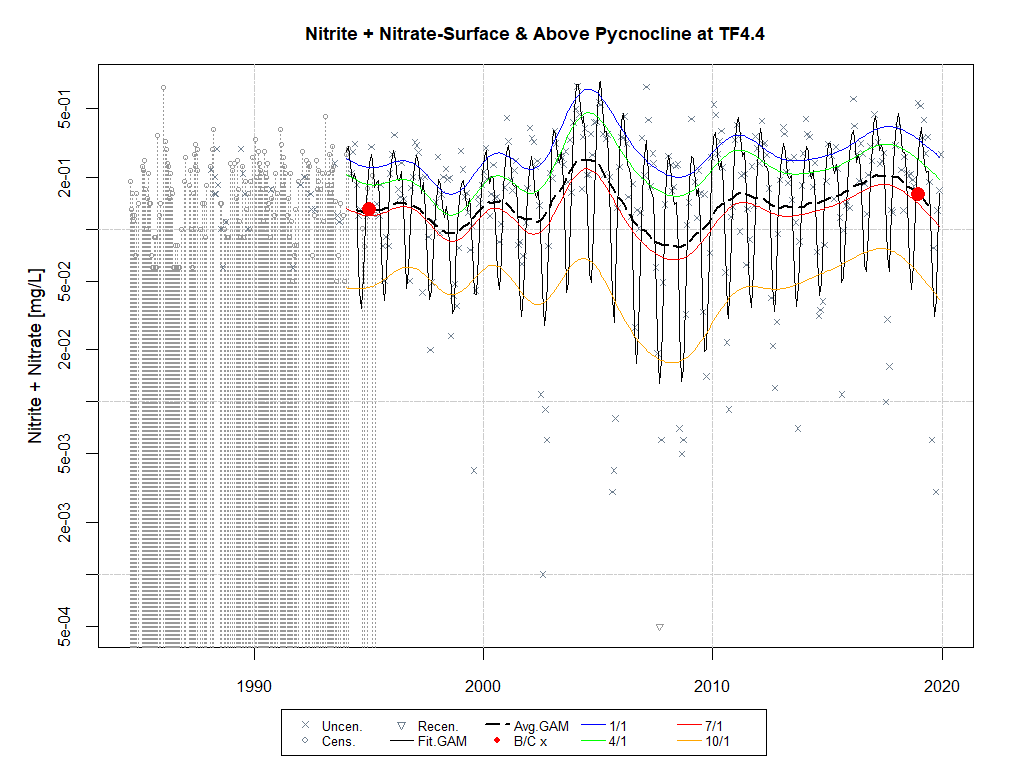 Nitrite + Nitrate-Surface & Above Pycnocline at TF4.4
Nitrite + Nitrate [mg/L]
5e-01
2e-01
5e-02
2e-02
5e-03
2e-03
5e-04
1990 2000 2010 2020
Uncen. Recen. Avg.GAM 1/1 7/1
Cens. Fit.GAM B/C x 4/1 10/1